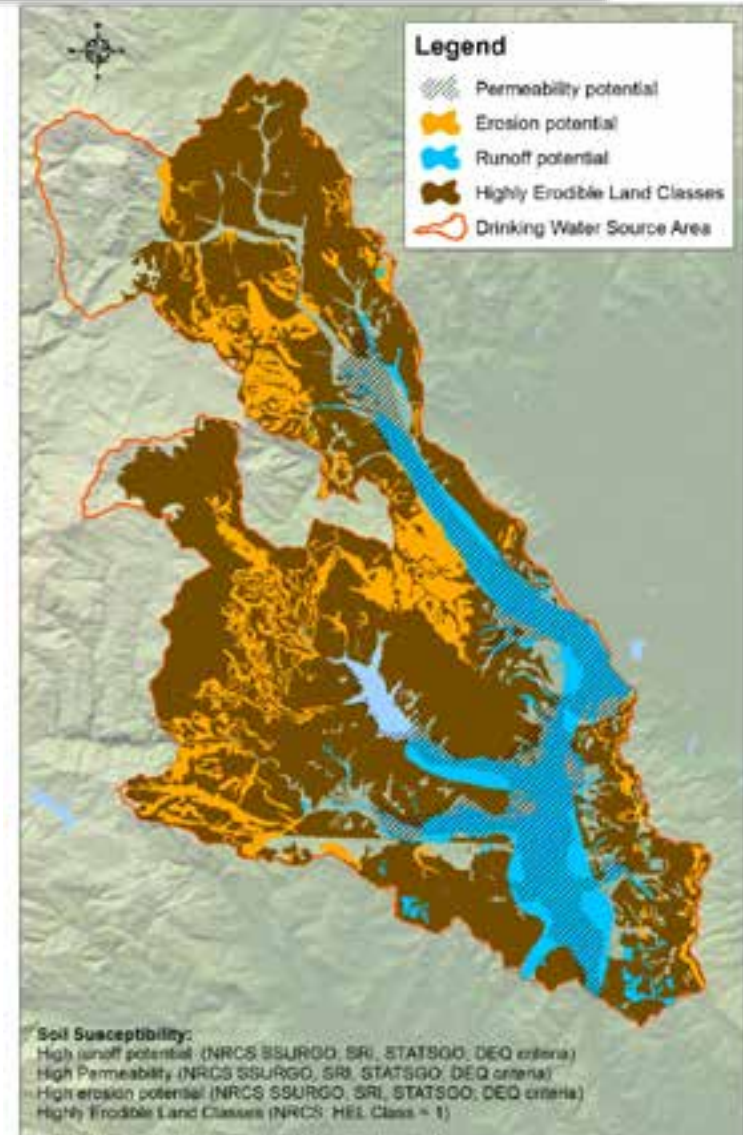 Legend
Permeability potential
Erosion potential
Runoff potential
Highly Erodible Land Classes
Drinking Water Source Area
Soil Susceptibility:
High runoff potential (NRCS SSURGO, SRI, STATSGO, DEQ criteria)
High Permeability (NRCS SSURGO, SRI, STATSGO, DEQ criteria)
High erosion potential (NRCS SSURGO, SRI, STATSGO, DEQ criteria)
Highly Erodible Land Classes (NRCS HEL Class = 1)